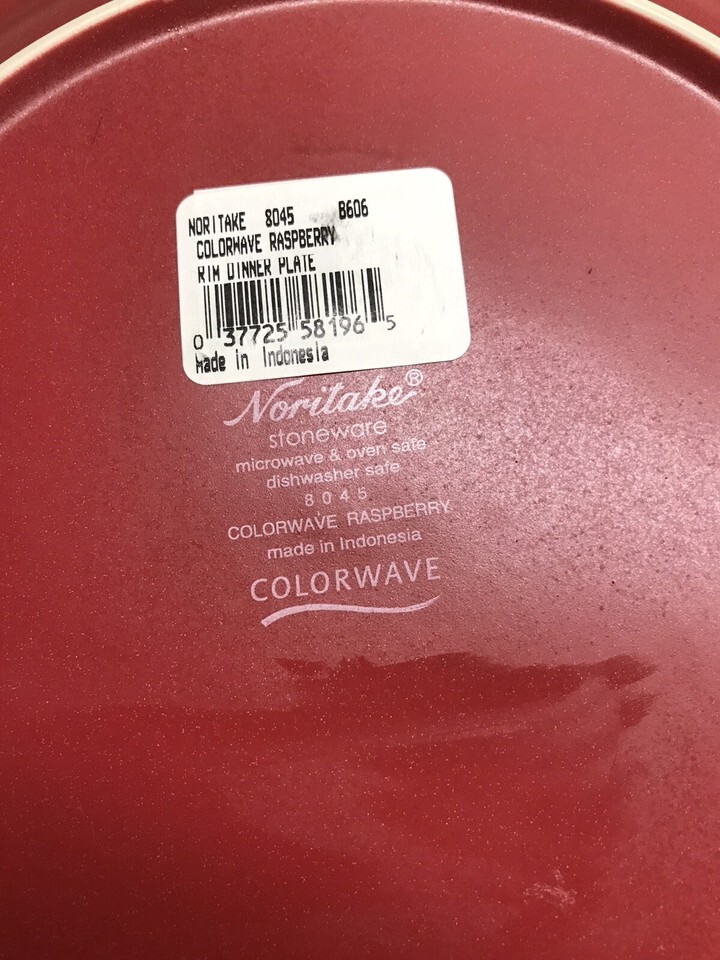 NORITAKE 8045 B606
COLORWAVE RASPBERRY
RIM DINNER PLATE
0 37725 58196 5
Made in Indonesia
Noritake®
stoneware
microwave & oven safe
dishwasher safe
8045
COLORWAVE RASPBERRY
made in Indonesia
COLORWAVE